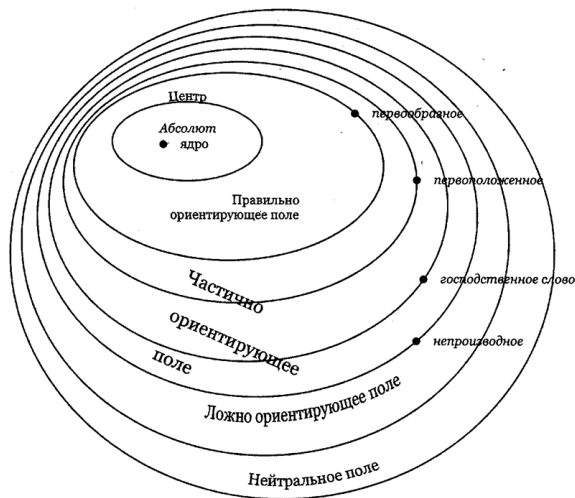 Центр
первообразное
Абсолют
ядро
первоположенное
Правильно
ориентирующее поле
господственное слово
Частично
ориентирующее
поле
непроизводное
Ложно ориентирующее поле
Нейтральное поле